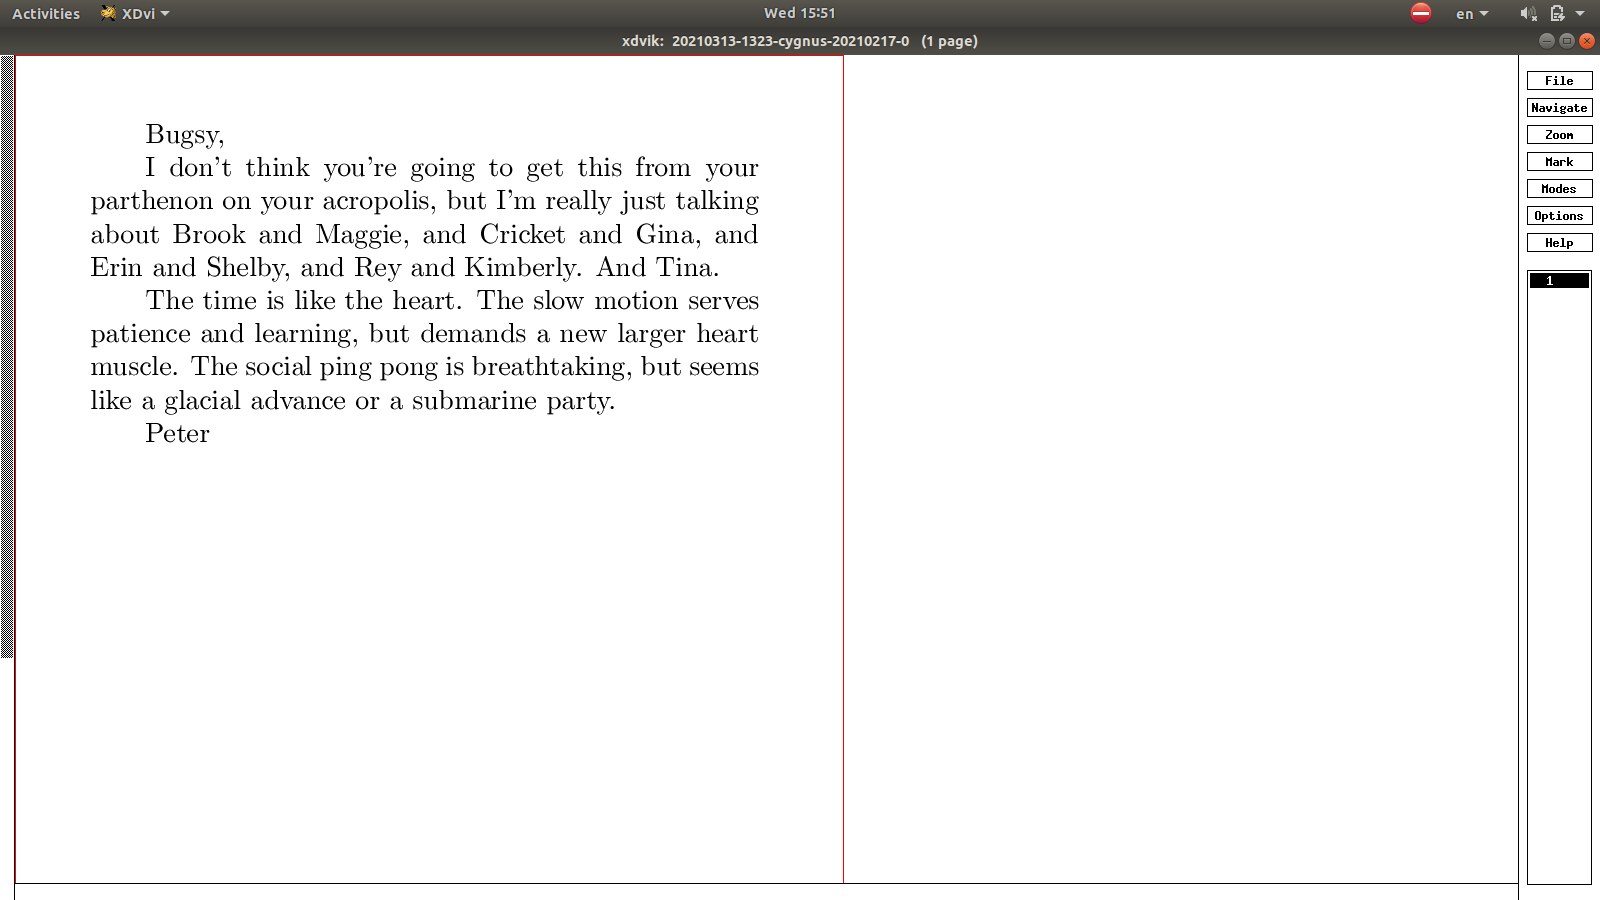 Activities XDvi Wed 15:51 en
xdvik: 20210313-1323-cygnus-20210217-0 (1 page)
File
Navigate
Zoom
Mark
Modes
Options
Help
1
Bugsy,
I don't think you're going to get this from your
parthenon on your acropolis, but I'm really just talking
about Brook and Maggie, and Cricket and Gina, and
Erin and Shelby, and Rey and Kimberly. And Tina.
The time is like the heart. The slow motion serves
patience and learning, but demands a new larger heart
muscle. The social ping pong is breathtaking, but seems
like a glacial advance or a submarine party.
Peter